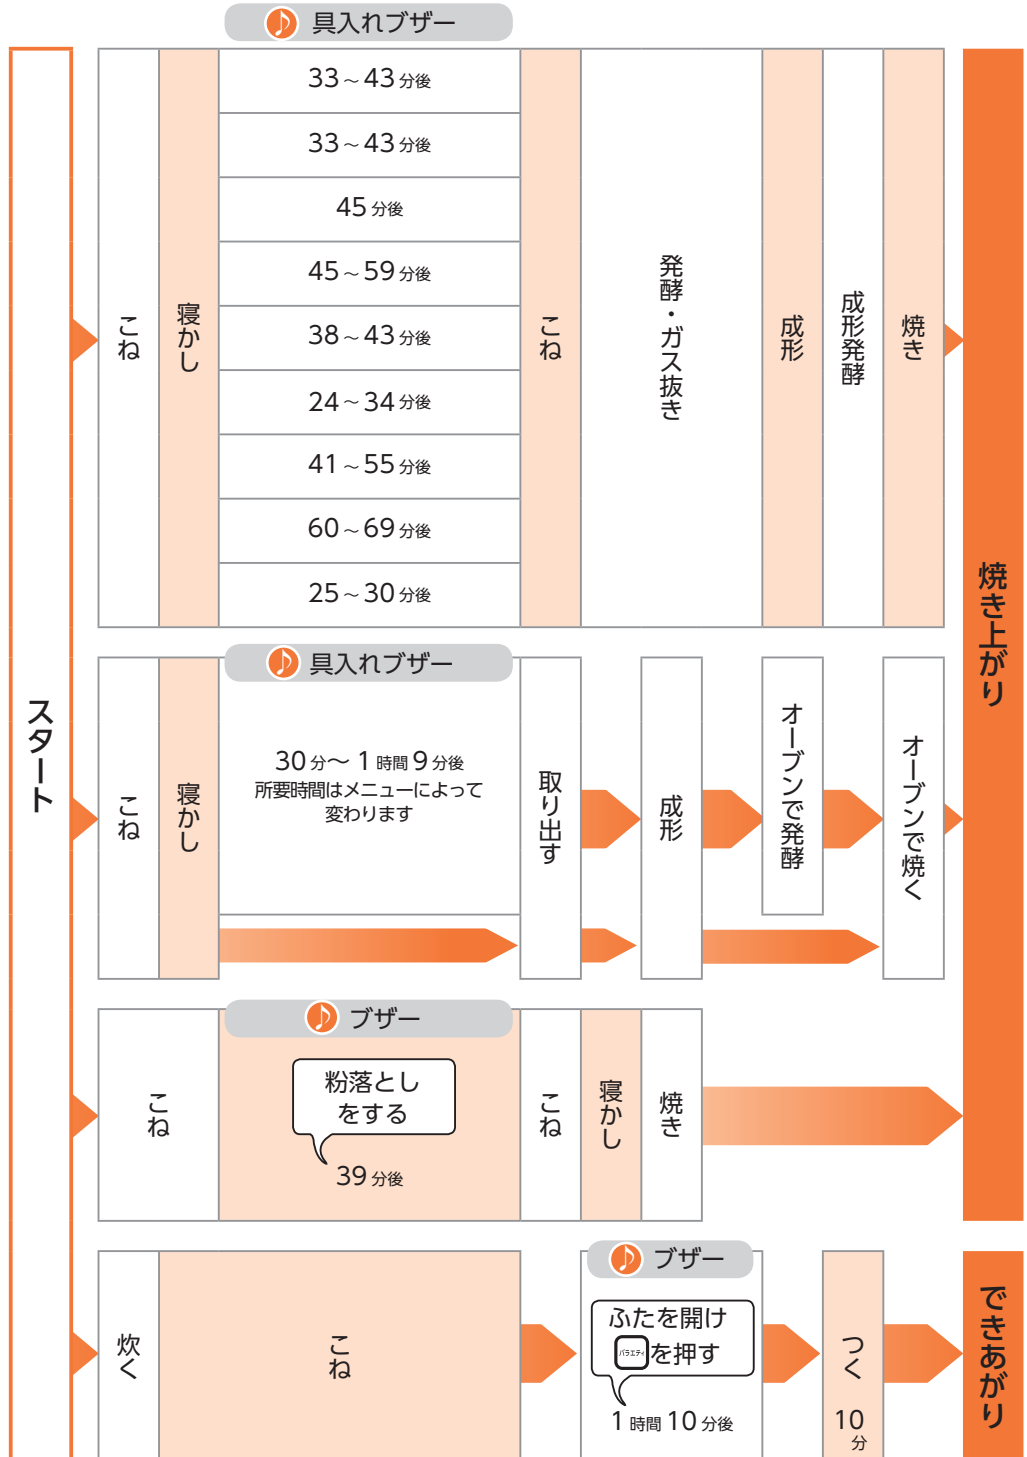 スタート
具入れブザー
こね
寝かし
33～43分後
33～43分後
45分後
45～59分後
38～43分後
24～34分後
41～55分後
60～69分後
25～30分後
こね
発酵・ガス抜き
成形
成形発酵
焼き
焼き上がり
具入れブザー
こね
寝かし
30分～1時間9分後
所要時間はメニューによって
変わります
取り出す
成形
オーブンで発酵
オーブンで焼く
ブザー
こね
粉落とし
をする
39分後
こね
寝かし
焼き
ブザー
炊く
こね
ふたを開け
バラエティを押す
1時間10分後
つく
10
分
できあがり